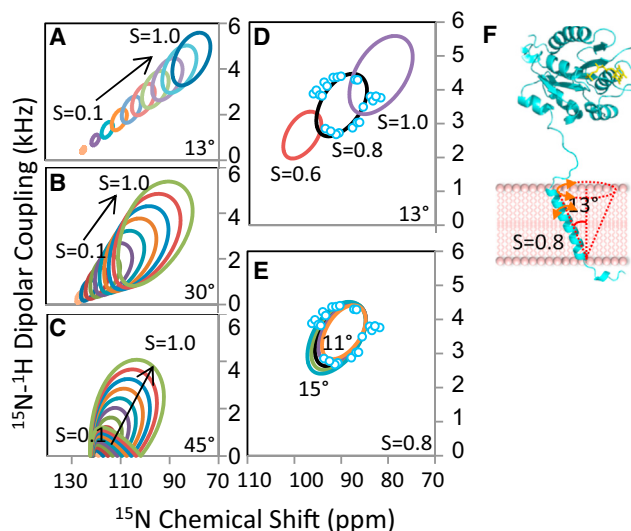 A
S=1.0
S=0.1
13°
6
4
2
0
B
S=1.0
S=0.1
30°
4
2
0
C
S=1.0
S=0.1
45°
6
4
2
0
130 110 90 70
¹⁵N-¹H Dipolar Coupling (kHz)
D
S=1.0
S=0.8
S=0.6
13°
6
5
4
3
2
1
0
E
11°
15°
S=0.8
6
5
4
3
2
1
0
110 100 90 80 70
¹⁵N Chemical Shift (ppm)
F
13°
S=0.8